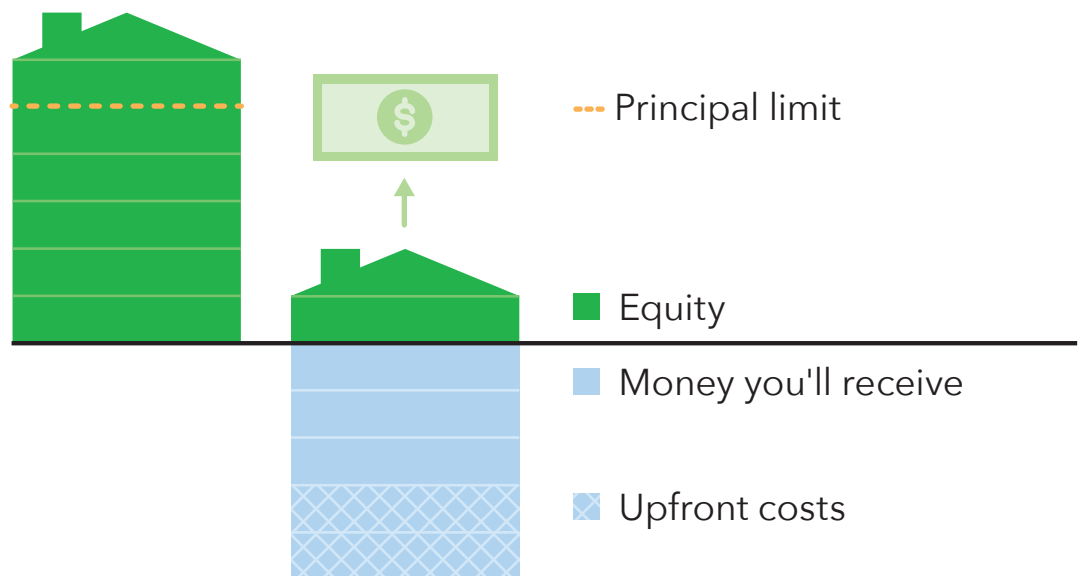 $
Principal limit
Equity
Money you'll receive
Upfront costs